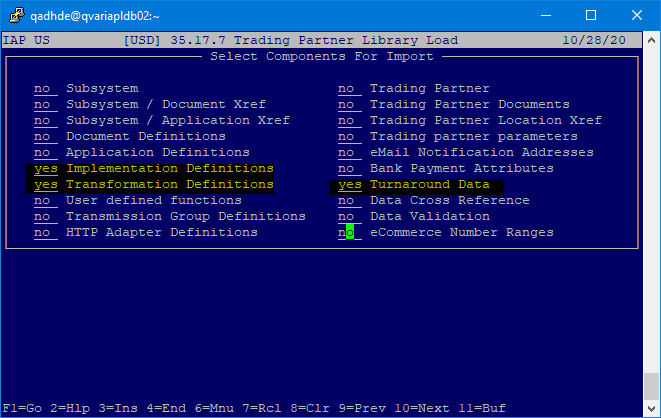 qadhde@qvariapldb02:~
IAP US [USD] 35.17.7 Trading Partner Library Load 10/28/20
Select Components For Import
no Subsystem no Trading Partner
no Subsystem / Document Xref no Trading Partner Documents
no Subsystem / Application Xref no Trading Partner Location Xref
no Document Definitions no Trading partner parameters
no Application Definitions no eMail Notification Addresses
yes Implementation Definitions no Bank Payment Attributes
yes Transformation Definitions yes Turnaround Data
no User defined functions no Data Cross Reference
no Transmission Group Definitions no Data Validation
no HTTP Adapter Definitions no eCommerce Number Ranges
F1=Go 2=Hlp 3=Ins 4=End 6=Mnu 7=Rcl 8=Clr 9=Prev 10=Next 11=Buf